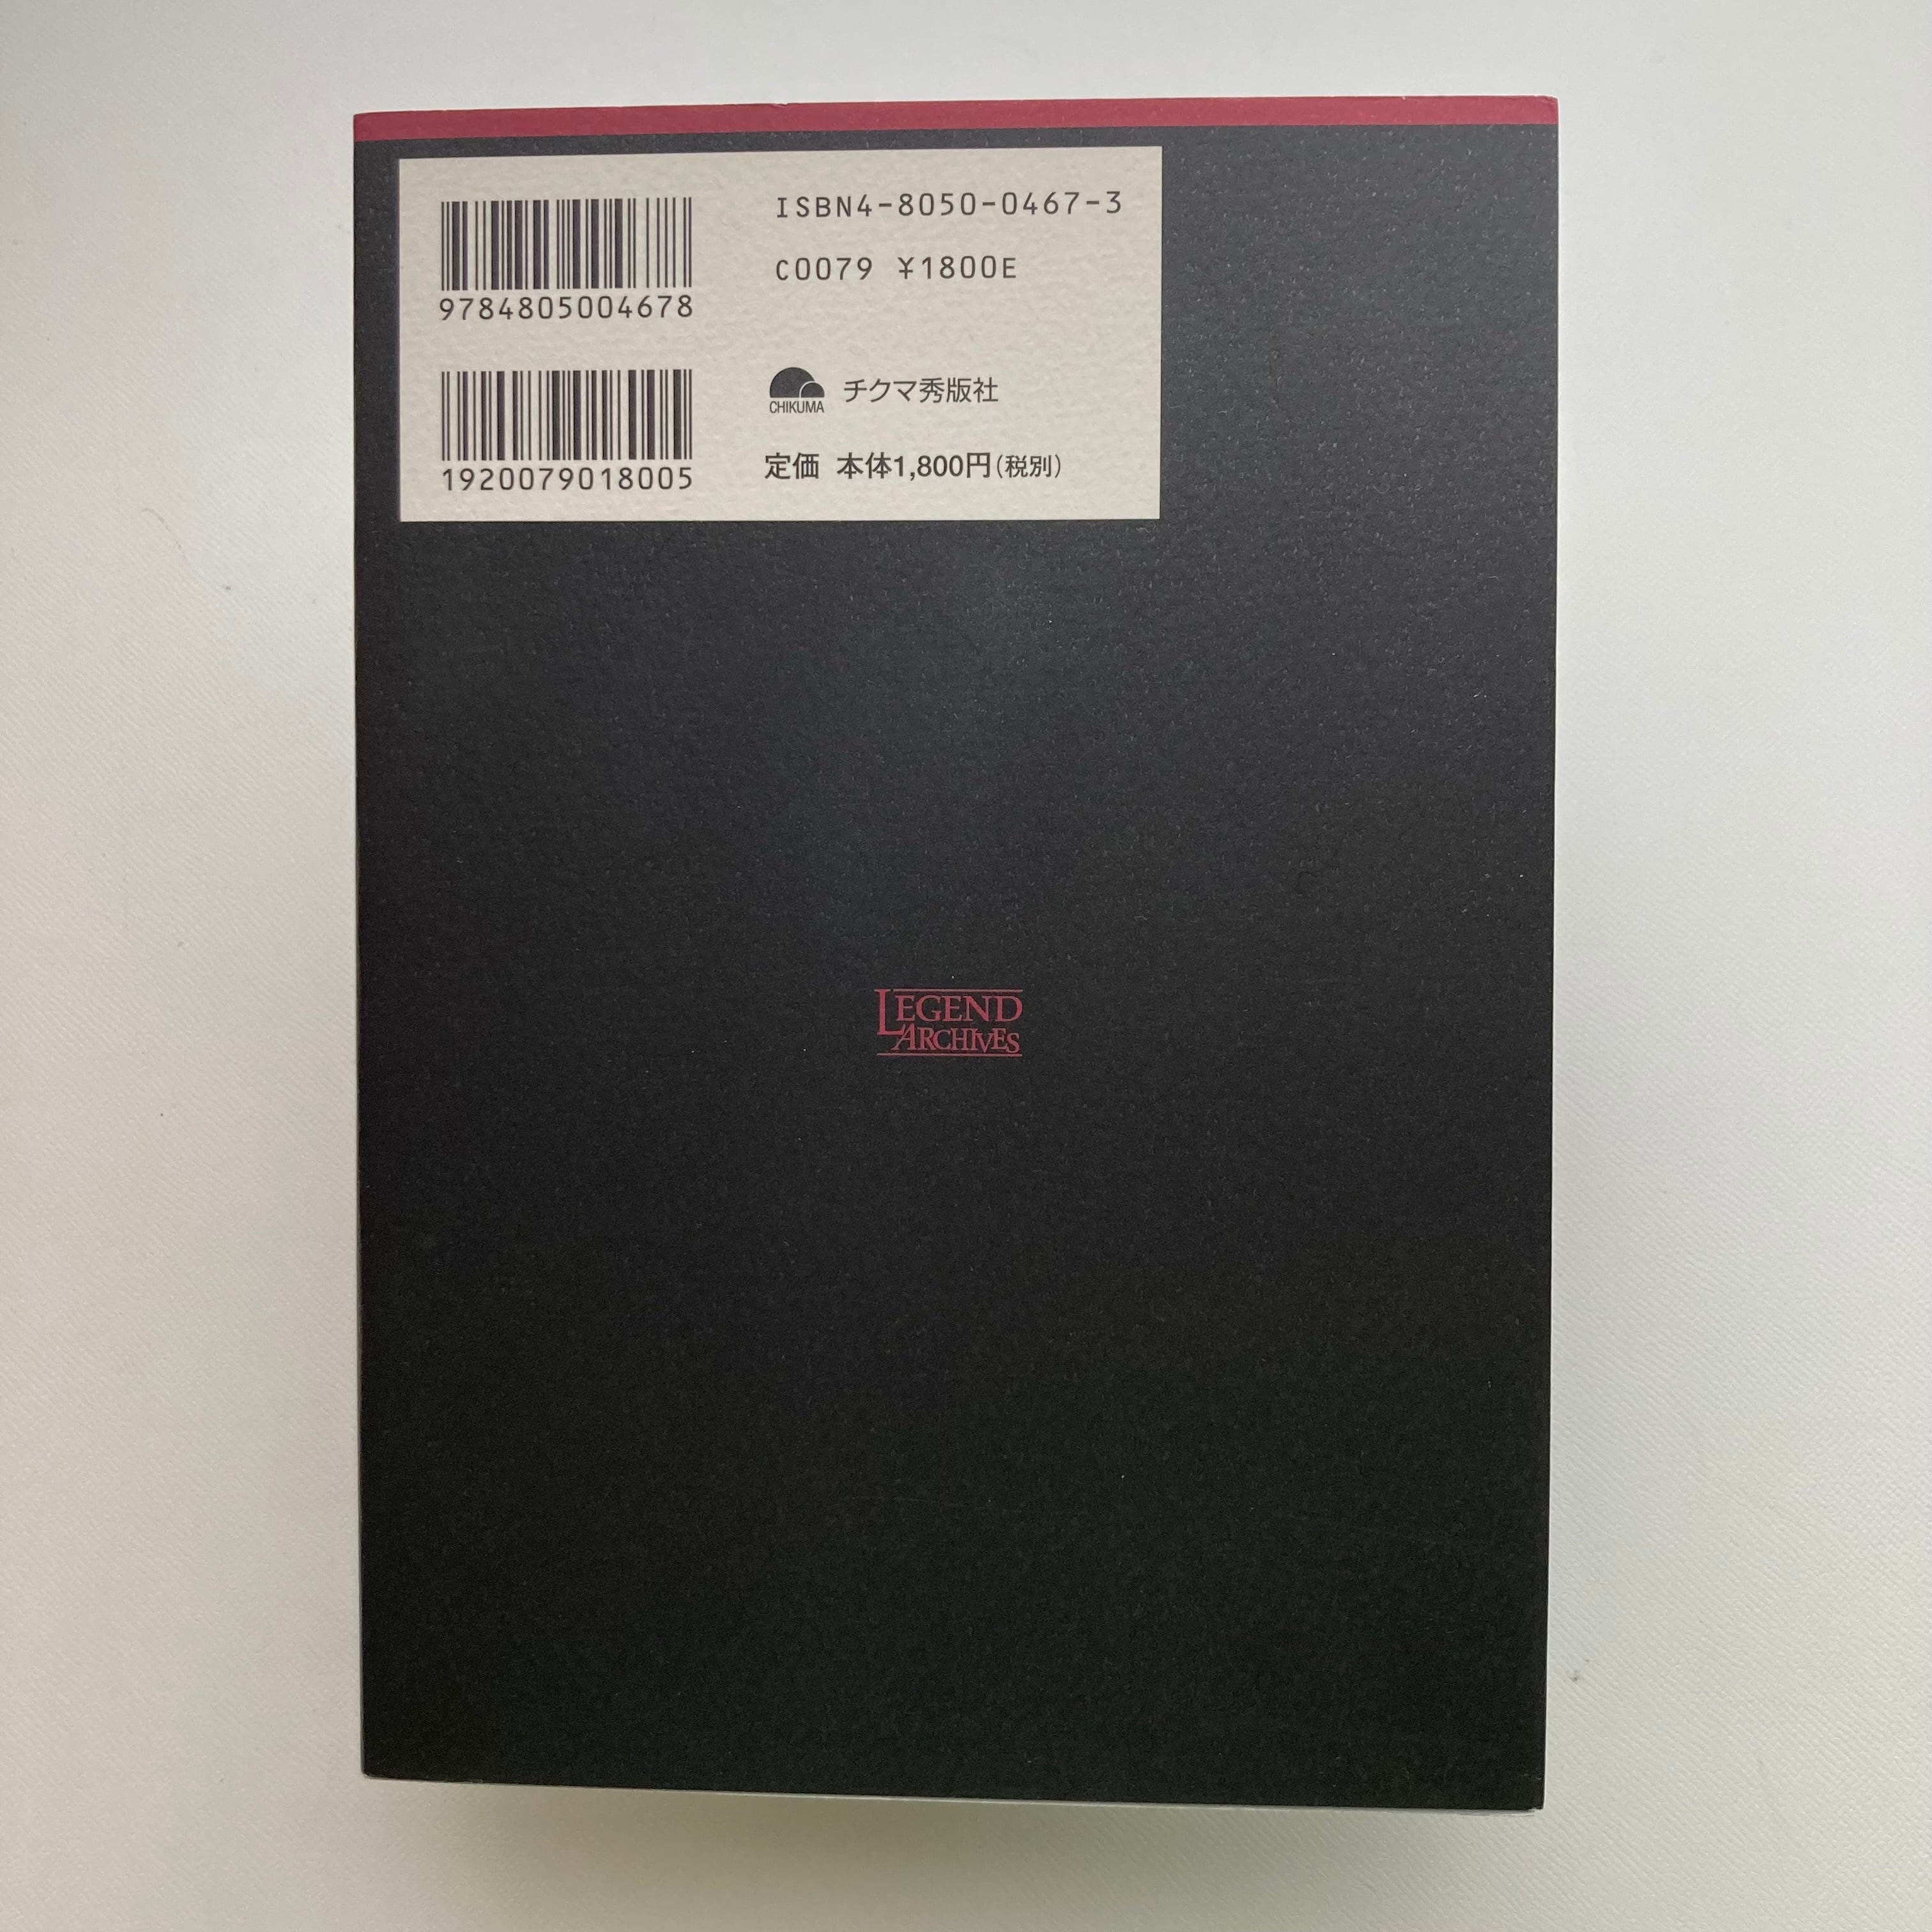 ISBN4-8050-0467-3
C0079 ¥1800E
9784805004678
CHIKUMA チクマ秀版社
定価 本体1,800円(税別)
1920079018005
LEGEND
ARCHIVES